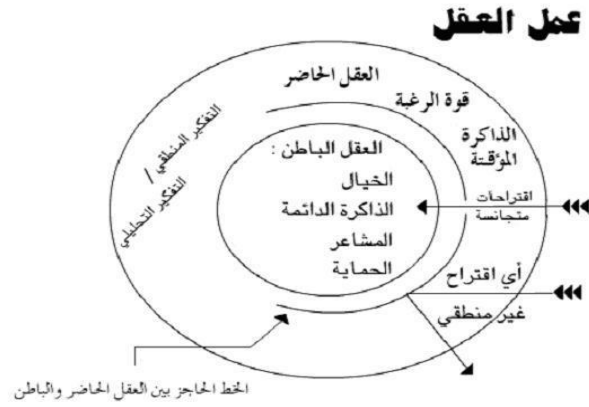 عمل العقل
العقل الحاضر
قوة الرغبة
الذاكرة
المؤقتة
التفكير المنطقي /
التفكير التحليلي
العقل الباطن :
الخيال
الذاكرة الدائمة
المشاعر
الحماية
اقتراحات
متجانسة
أي اقتراح
غير منطقي
الخط الحاجز بين العقل الحاضر والباطن